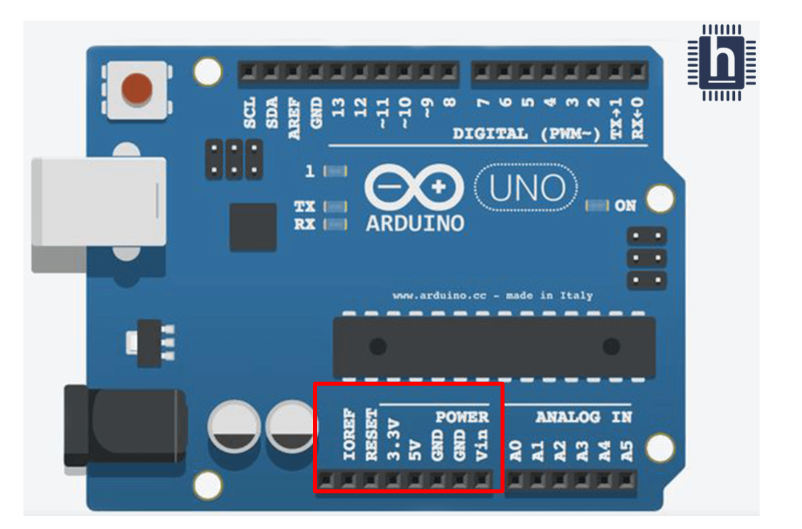 h
SCL
SDA
AREF
GND
13
12
~11
~10
~9
8
7
6
5
4
3
2
TX→1
RX←0
DIGITAL (PWM~)
1
TX
RX
ARDUINO
UNO
ON
www.arduino.cc - made in Italy
POWER
ANALOG IN
IOREF
RESET
3.3V
5V
GND
GND
Vin
A0
A1
A2
A3
A4
A5